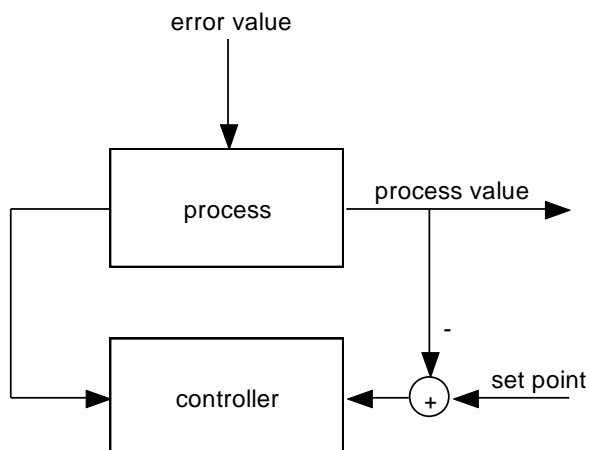 error value
process
process value
-
set point
controller
+